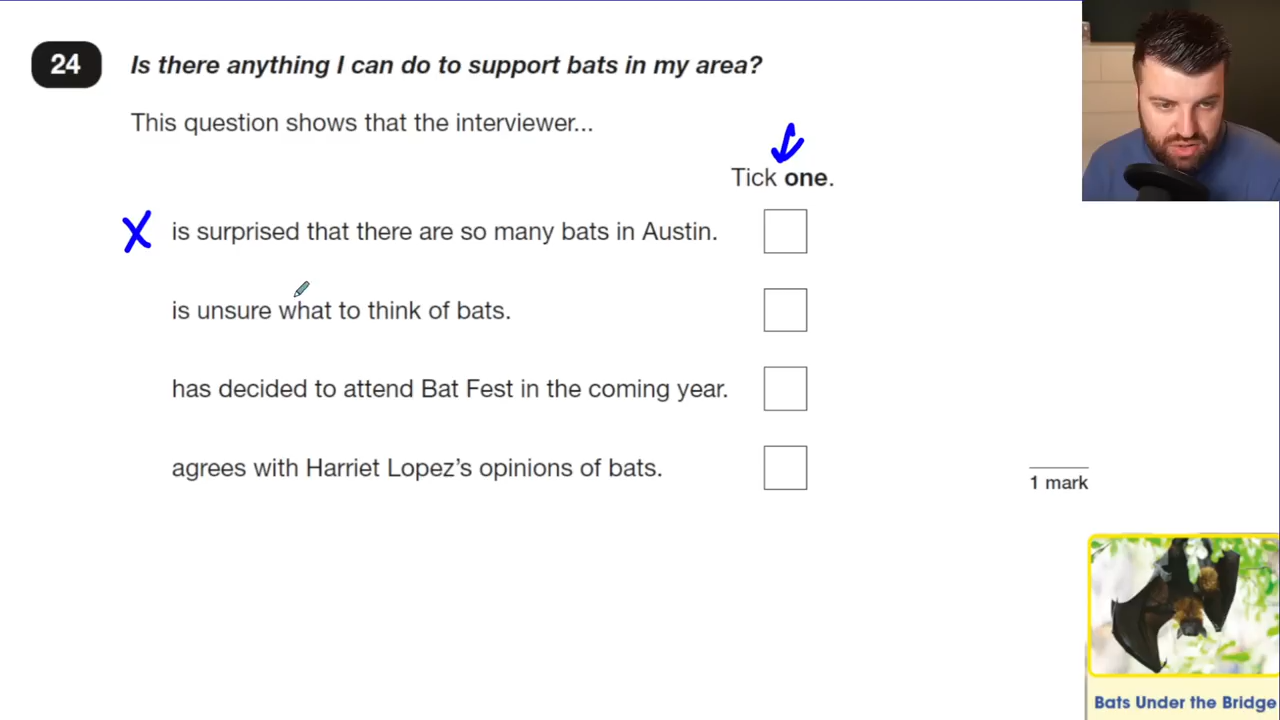 24 Is there anything I can do to support bats in my area?
This question shows that the interviewer...
Tick one.
X is surprised that there are so many bats in Austin.
is unsure what to think of bats.
has decided to attend Bat Fest in the coming year.
agrees with Harriet Lopez's opinions of bats.
1 mark
Bats Under the Bridge